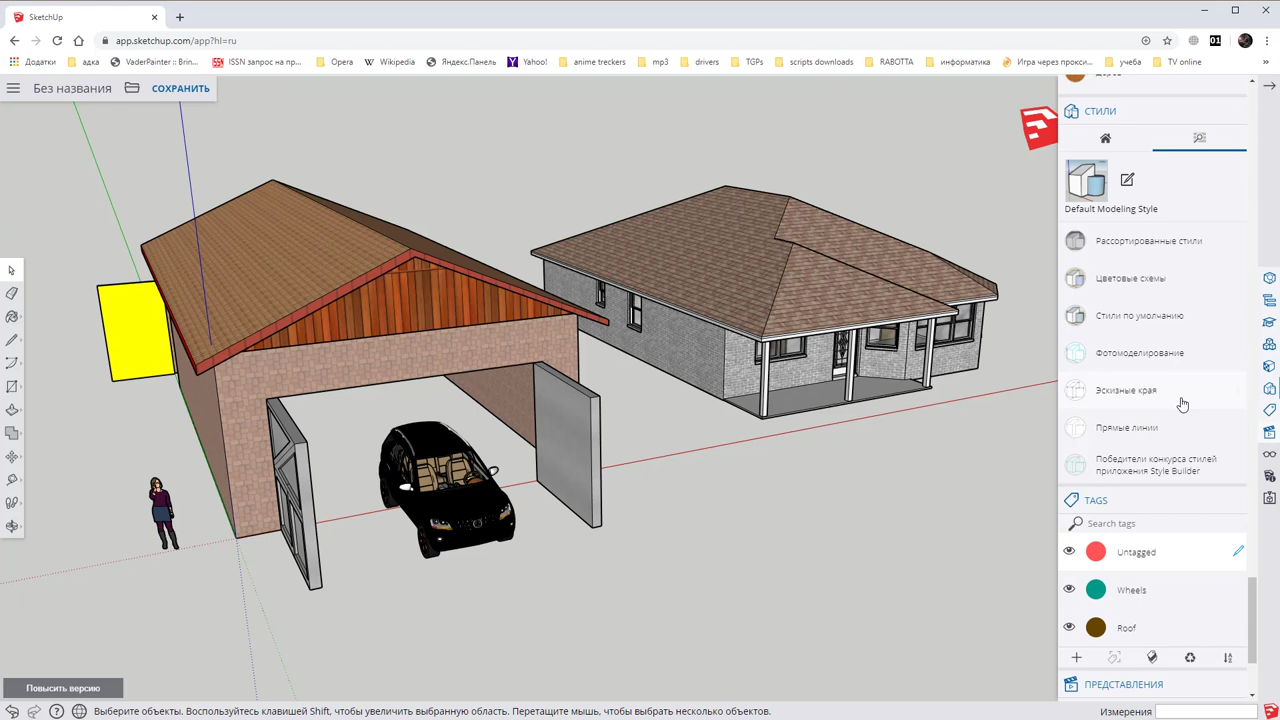 SketchUp
app.sketchup.com/app?hl=ru
01
Додатки
адка
VaderPainter :: Brin...
ISSN запрос на пр...
Opera
Wikipedia
Яндекс.Панель
Yahoo!
anime treckers
mp3
drivers
TGPs
scripts downloads
RABOTTA
информатика
Игра через прокси...
учеба
TV online
»
Без названия
СОХРАНИТЬ
СТИЛИ
Default Modeling Style
Рассортированные стили
Цветовые схемы
Стили по умолчанию
Фотомоделирование
Эскизные края
Прямые линии
Победители конкурса стилей
приложения Style Builder
TAGS
Search tags
Untagged
Wheels
Roof
ПРЕДСТАВЛЕНИЯ
Повысить версию
Выберите объекты. Воспользуйтесь клавишей Shift, чтобы увеличить выбранную область. Перетащите мышь, чтобы выбрать несколько объектов.
Измерения